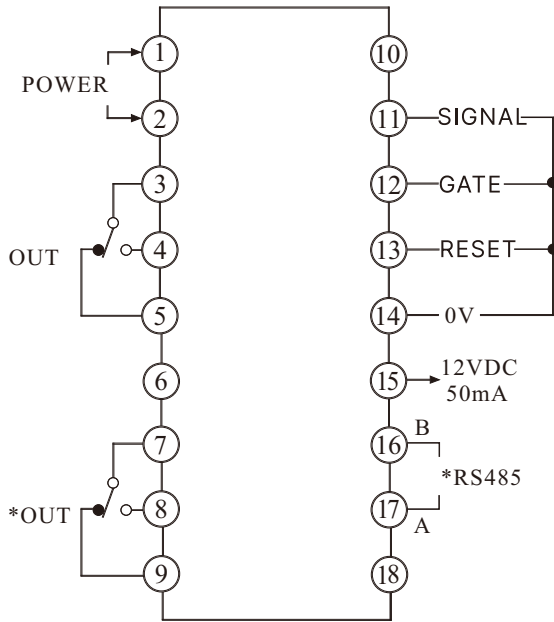 1
POWER
2
3
OUT
4
5
6
7
*OUT
8
9
10
11 SIGNAL
12 GATE
13 RESET
14 0V
15 12VDC
50mA
16 B
*RS485
17 A
18